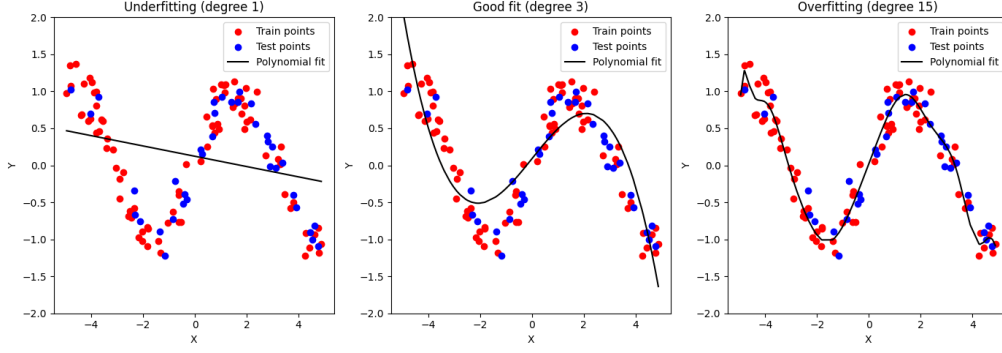 Underfitting (degree 1)
Train points
Test points
Polynomial fit
Y
2.0
1.5
1.0
0.5
0.0
−0.5
−1.0
−1.5
−2.0
−4 −2 0 2 4
X
Good fit (degree 3)
Train points
Test points
Polynomial fit
Y
2.0
1.5
1.0
0.5
0.0
−0.5
−1.0
−1.5
−2.0
−4 −2 0 2 4
X
Overfitting (degree 15)
Train points
Test points
Polynomial fit
Y
2.0
1.5
1.0
0.5
0.0
−0.5
−1.0
−1.5
−2.0
−4 −2 0 2 4
X